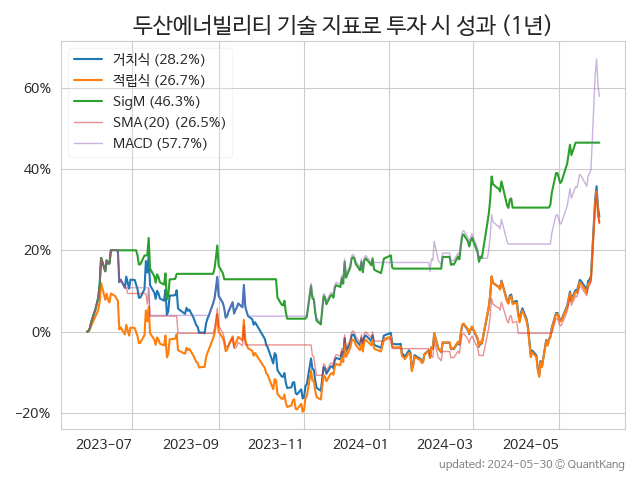 두산에너빌리티 기술 지표로 투자 시 성과 (1년)
거치식 (28.2%)
적립식 (26.7%)
SigM (46.3%)
SMA(20) (26.5%)
MACD (57.7%)
60%
40%
20%
0%
−20%
2023-07 2023-09 2023-11 2024-01 2024-03 2024-05
updated: 2024-05-30 © QuantKang